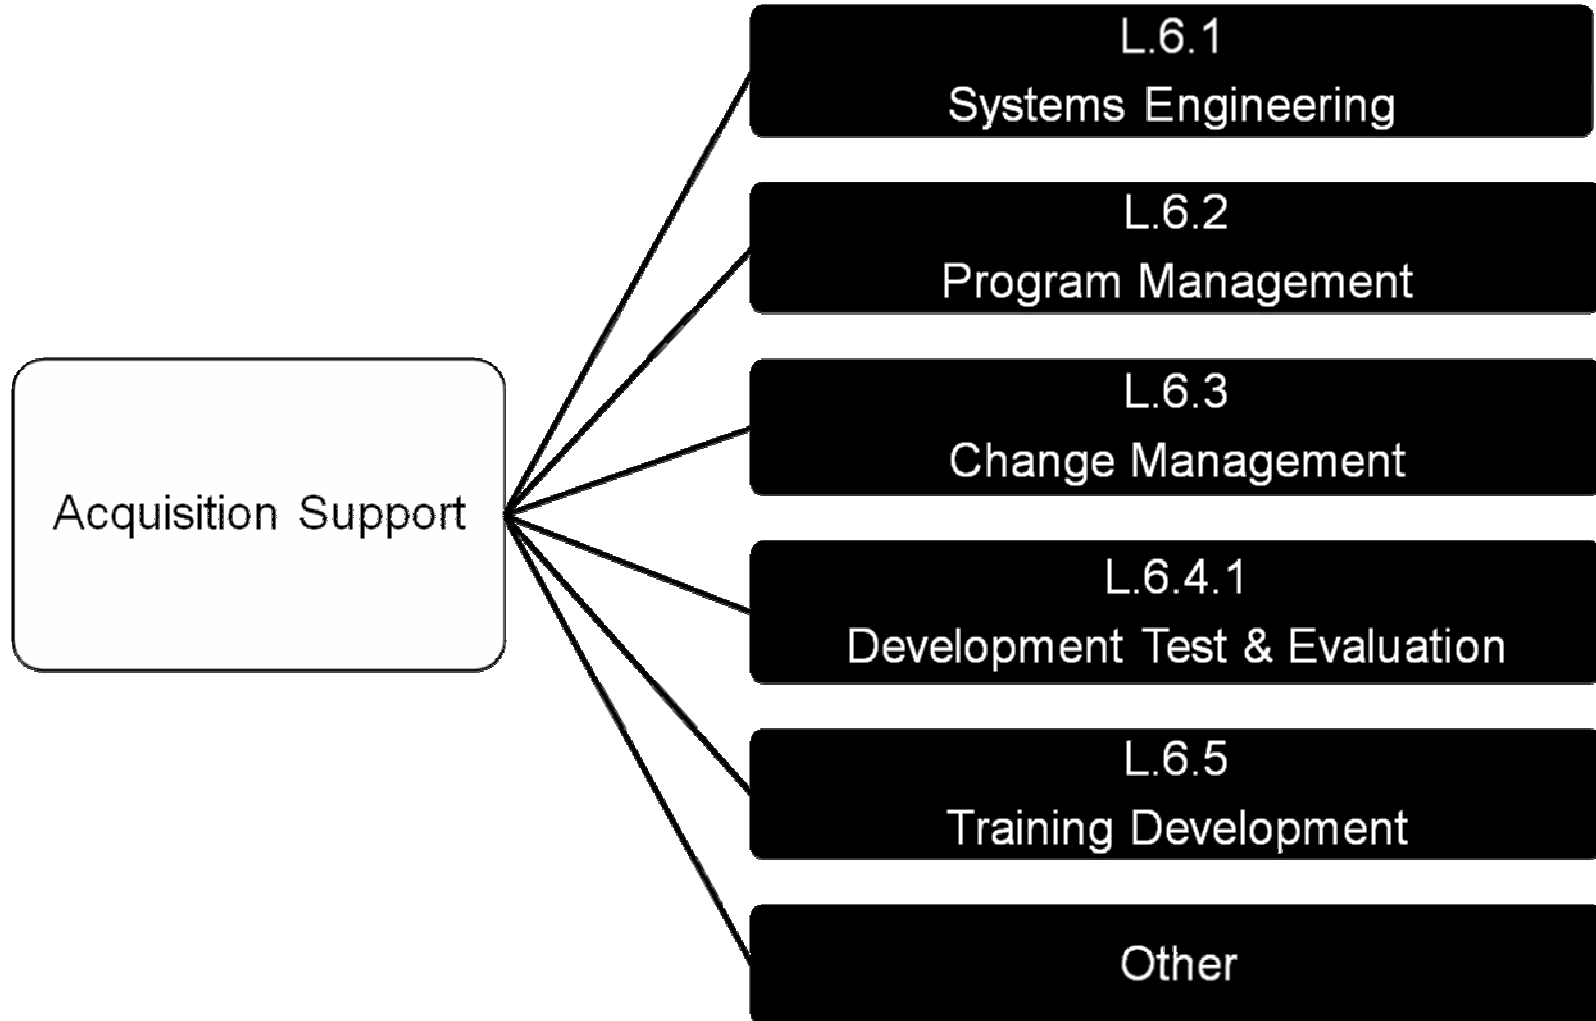 L.6.1
Systems Engineering
L.6.2
Program Management
L.6.3
Change Management
Acquisition Support
L.6.4.1
Development Test & Evaluation
L.6.5
Training Development
Other